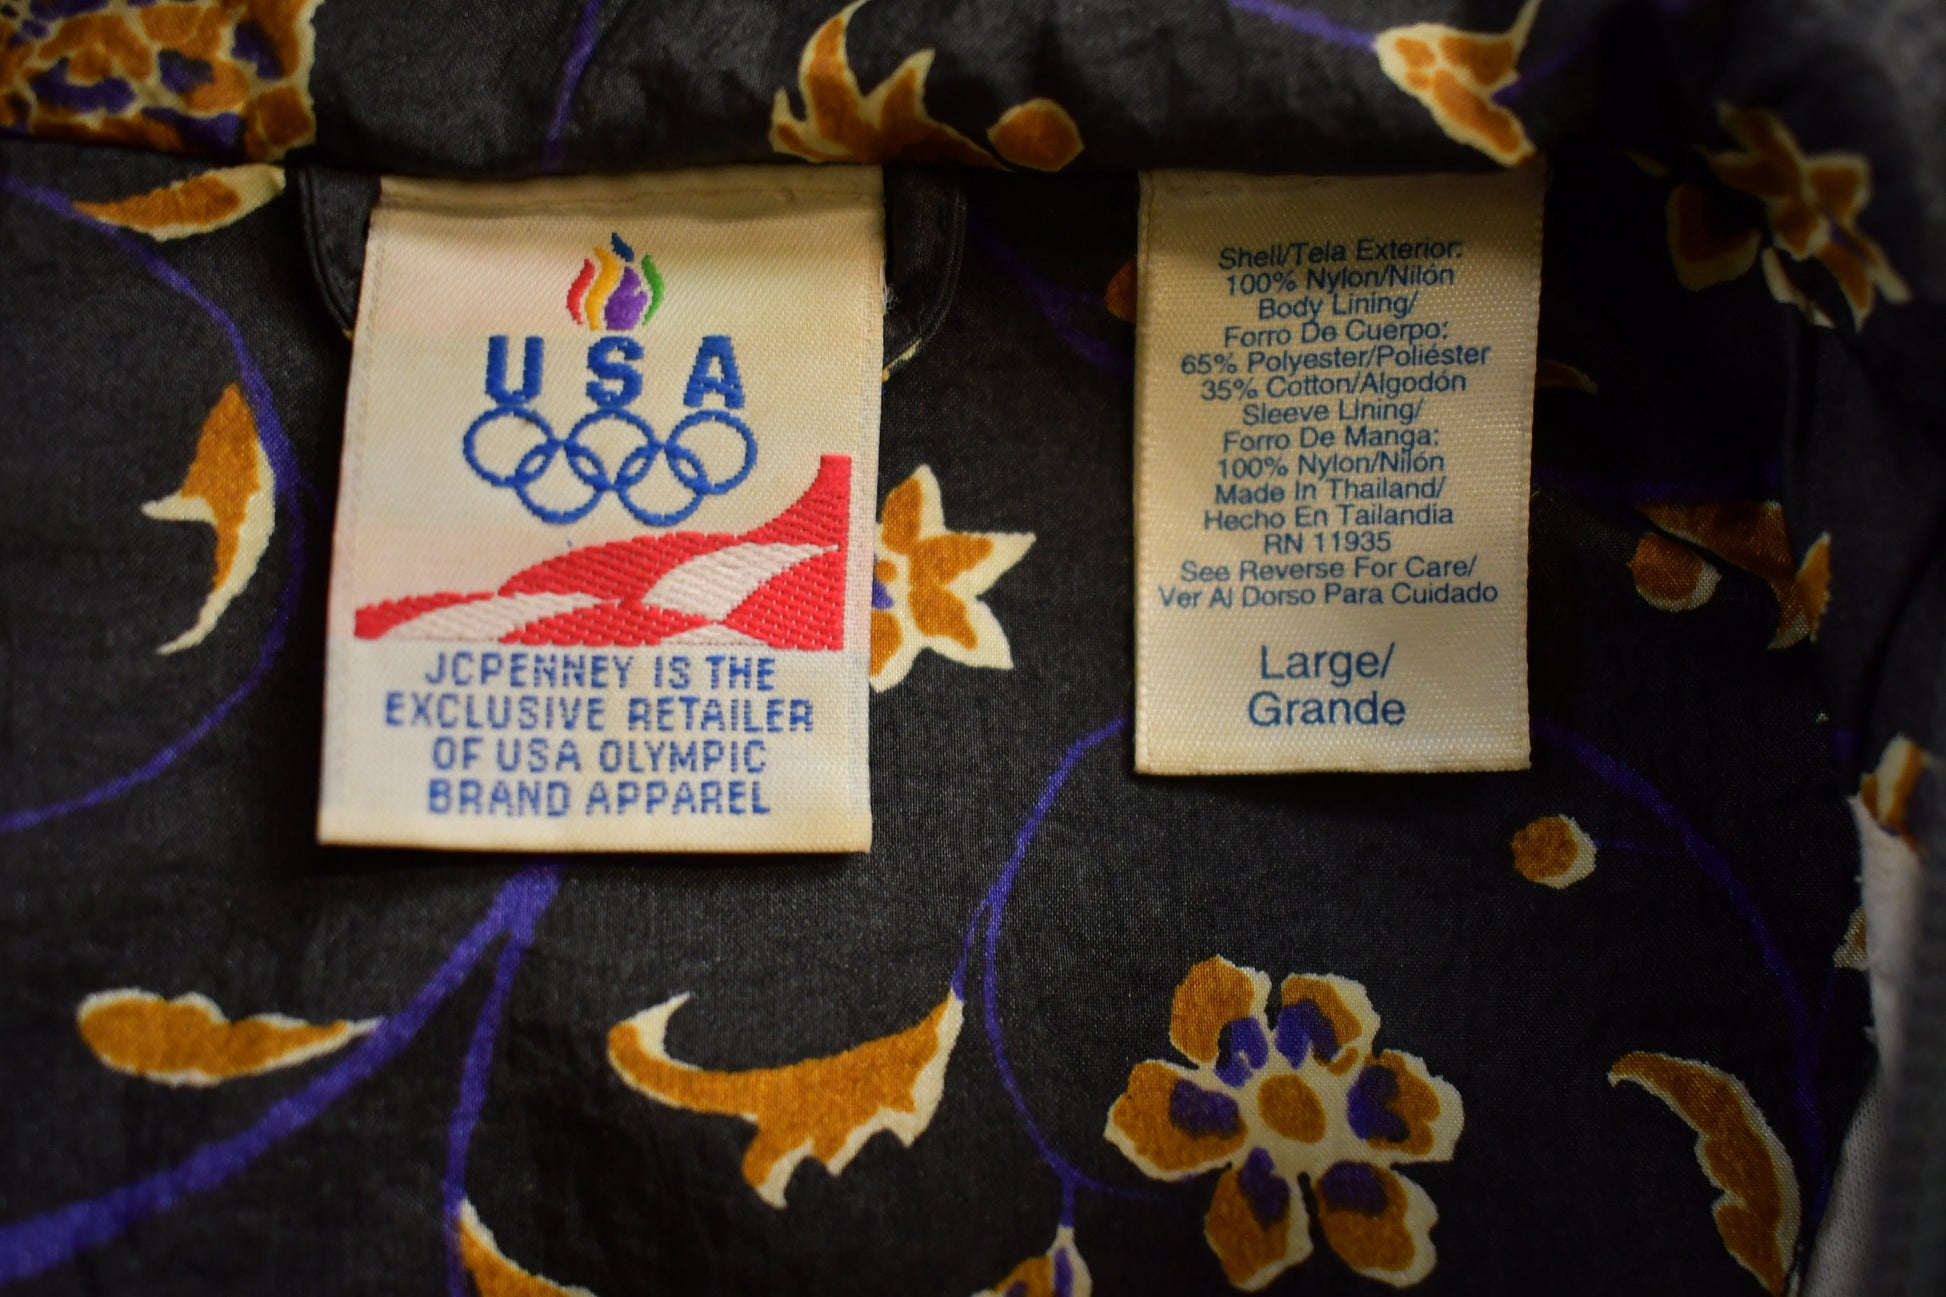 USA
JCPENNEY IS THE
EXCLUSIVE RETAILER
OF USA OLYMPIC
BRAND APPAREL
Shell/Tela Exterior:
100% Nylon/Nilón
Body Lining/
Forro De Cuerpo:
65% Polyester/Poliéster
35% Cotton/Algodón
Sleeve Lining/
Forro De Manga:
100% Nylon/Nilón
Made In Thailand/
Hecho En Tailandia
RN 11935
See Reverse For Care/
Ver Al Dorso Para Cuidado
Large/
Grande